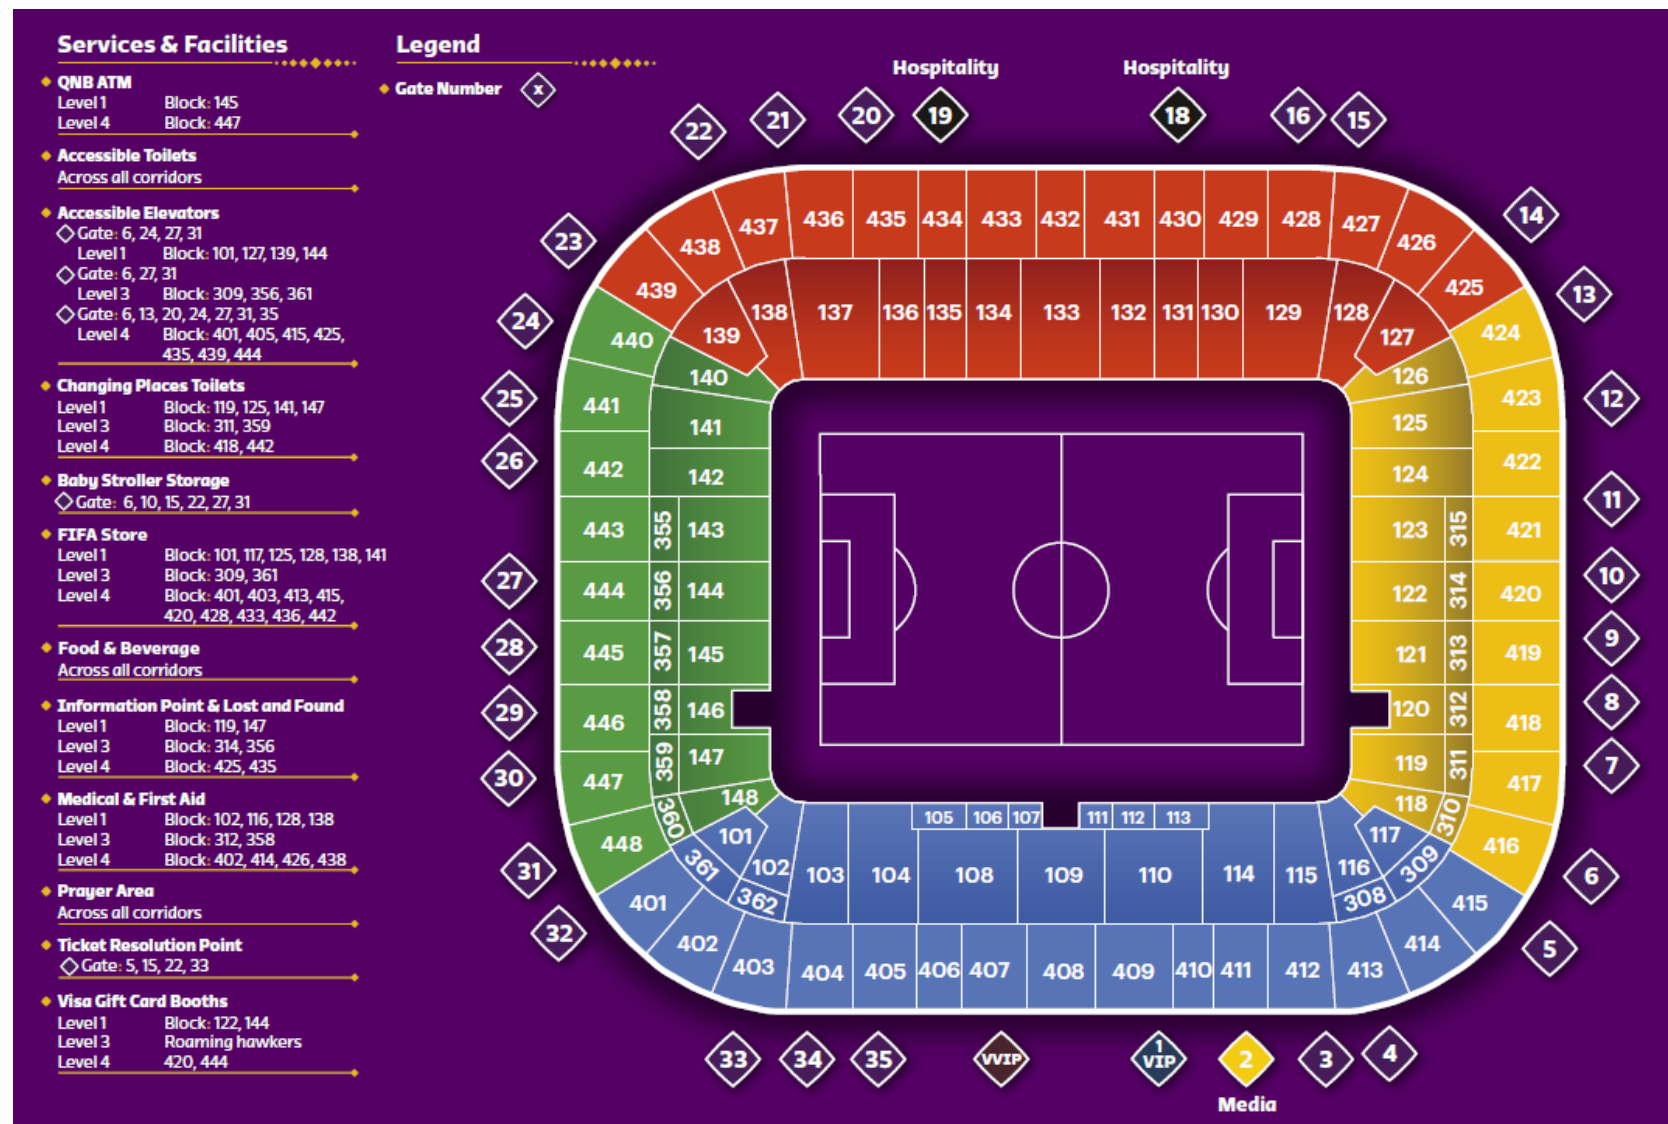 Services & Facilities
QNB ATM
Level 1 Block: 145
Level 4 Block: 447
Accessible Toilets
Across all corridors
Accessible Elevators
Gate: 6, 24, 27, 31
Level 1 Block: 101, 127, 139, 144
Gate: 6, 27, 31
Level 3 Block: 309, 356, 361
Gate: 6, 13, 20, 24, 27, 31, 35
Level 4 Block: 401, 405, 415, 425,
435, 439, 444
Changing Places Toilets
Level 1 Block: 119, 125, 141, 147
Level 3 Block: 311, 359
Level 4 Block: 418, 442
Baby Stroller Storage
Gate: 6, 10, 15, 22, 27, 31
FIFA Store
Level 1 Block: 101, 117, 125, 128, 138, 141
Level 3 Block: 309, 361
Level 4 Block: 401, 403, 413, 415,
420, 428, 433, 436, 442
Food & Beverage
Across all corridors
Information Point & Lost and Found
Level 1 Block: 119, 147
Level 3 Block: 314, 356
Level 4 Block: 425, 435
Medical & First Aid
Level 1 Block: 102, 116, 128, 138
Level 3 Block: 312, 358
Level 4 Block: 402, 414, 426, 438
Prayer Area
Across all corridors
Ticket Resolution Point
Gate: 5, 15, 22, 33
Visa Gift Card Booths
Level 1 Block: 122, 144
Level 3 Roaming hawkers
Level 4 420, 444
Legend
Gate Number x
Hospitality Hospitality
22 21 20 19 18 16 15
23 14
24 13
25 12
26 11
27 10
28 9
29 8
30 7
31 6
32 5
33 34 35 VVIP 1 VIP 2 3 4
Media
437 436 435 434 433 432 431 430 429 428 427
438 426
439 425
138 137 136 135 134 133 132 131 130 129 128
139 127
440 140 126 424
441 141 125 423
442 142 124 422
443 355 143 123 315 421
444 356 144 122 314 420
445 357 145 121 313 419
446 358 146 120 312 418
447 359 147 119 311 417
448 360 148 118 310 416
105 106 107 111 112 113
101 117
361 102 103 104 108 109 110 114 115 116 309
362 308
401 415
402 414
403 404 405 406 407 408 409 410 411 412 413